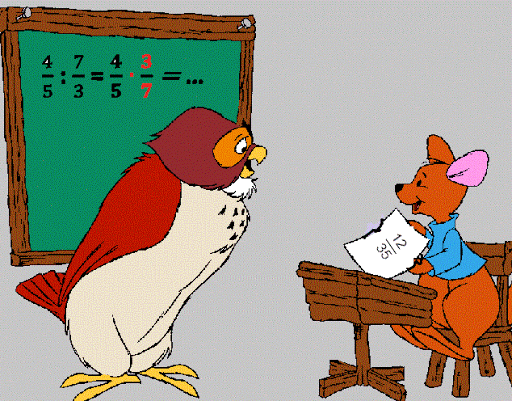 4/5 : 7/3 = 4/5 · 3/7 = ...
12/35